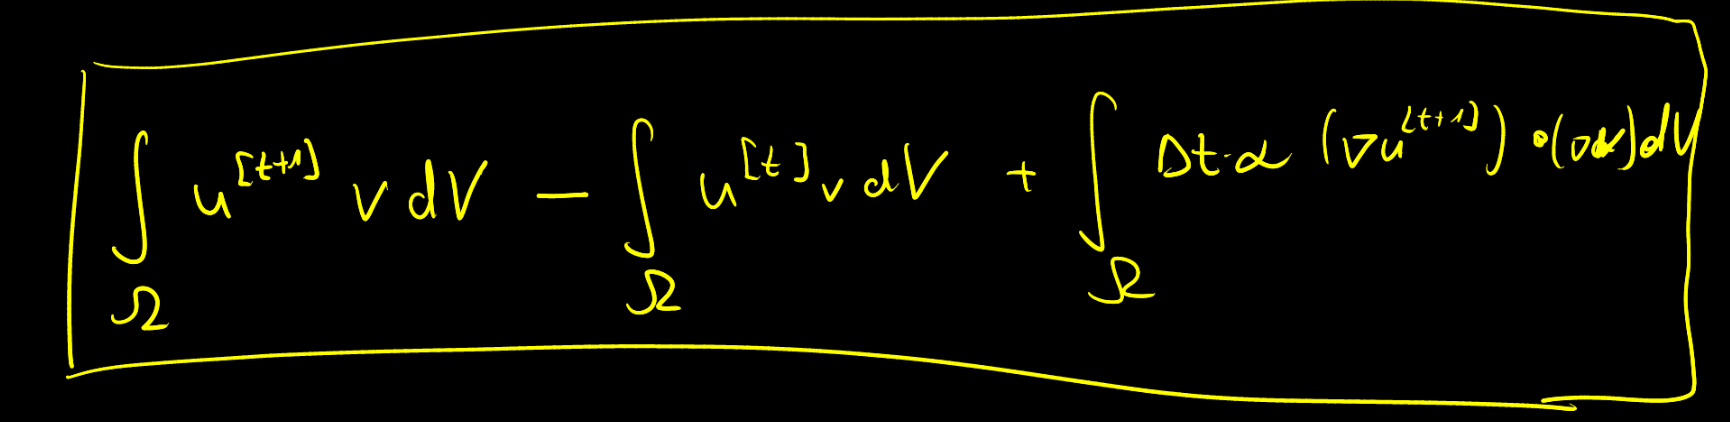 ∫_Ω u^[t+1] v dV − ∫_Ω u^[t] v dV + ∫_Ω Δt·α (∇u^[t+1]) •(∇v) dV